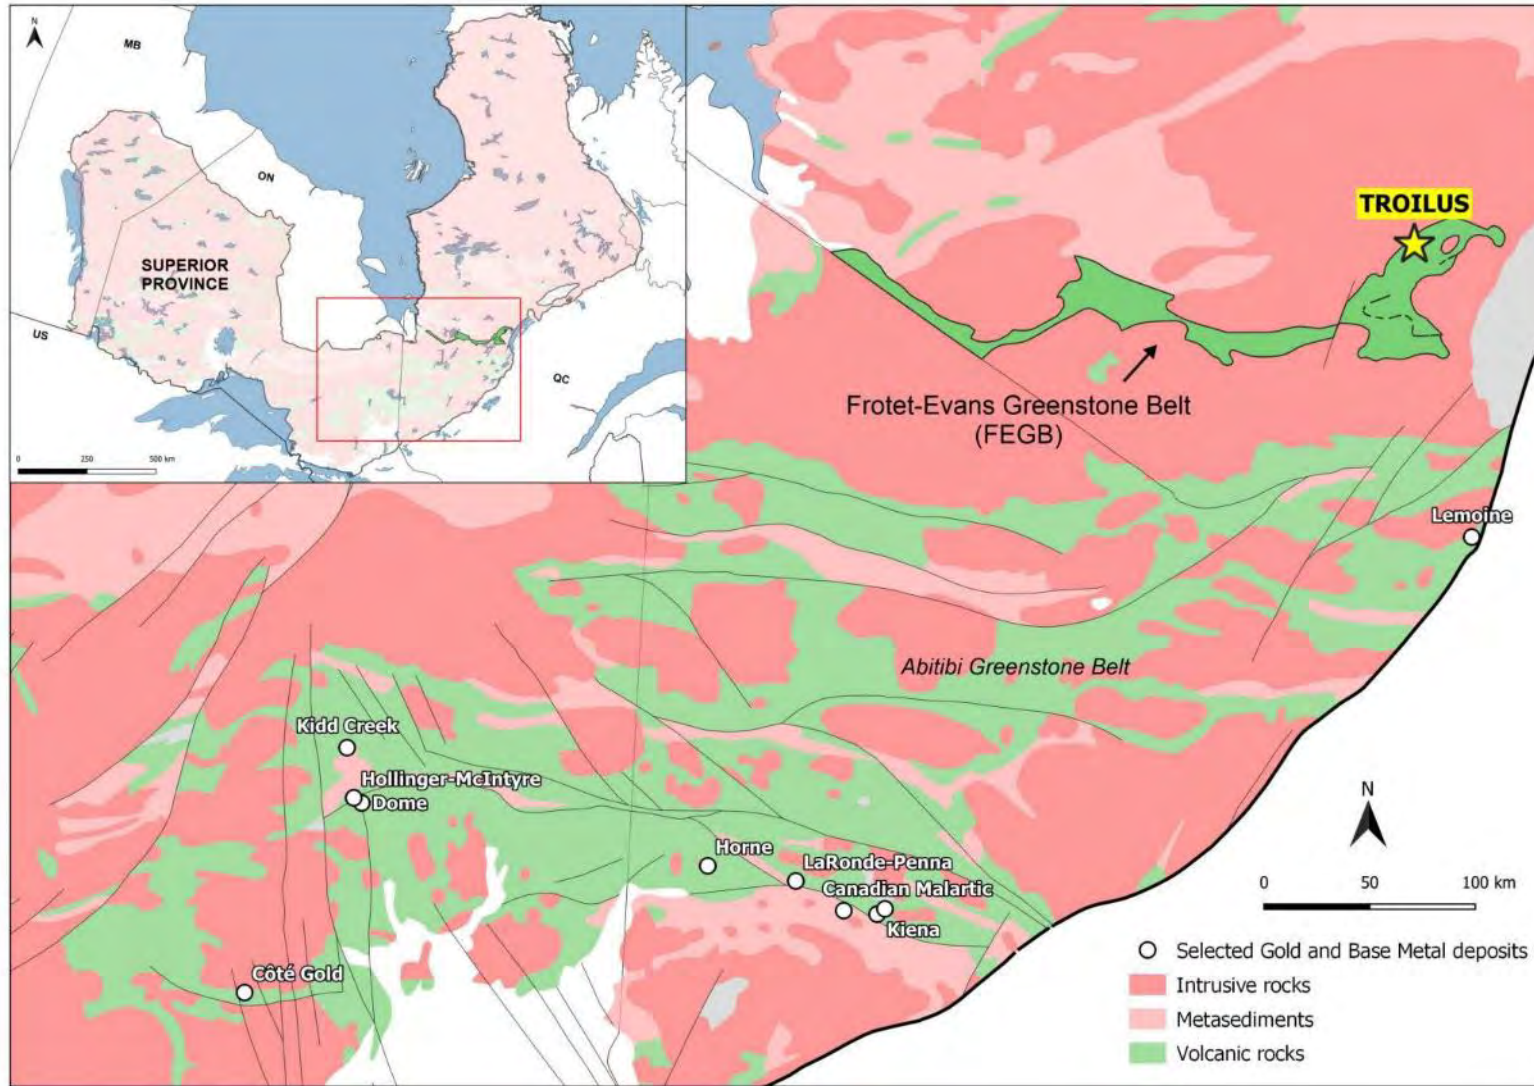 N
MB
ON
SUPERIOR
PROVINCE
US
QC
0 250 500 km
TROILUS
Frotet-Evans Greenstone Belt
(FEGB)
Lemoine
Abitibi Greenstone Belt
Kidd Creek
Hollinger-McIntyre
Dome
Horne
LaRonde-Penna
Canadian Malartic
Kiena
Côté Gold
N
0 50 100 km
Selected Gold and Base Metal deposits
Intrusive rocks
Metasediments
Volcanic rocks